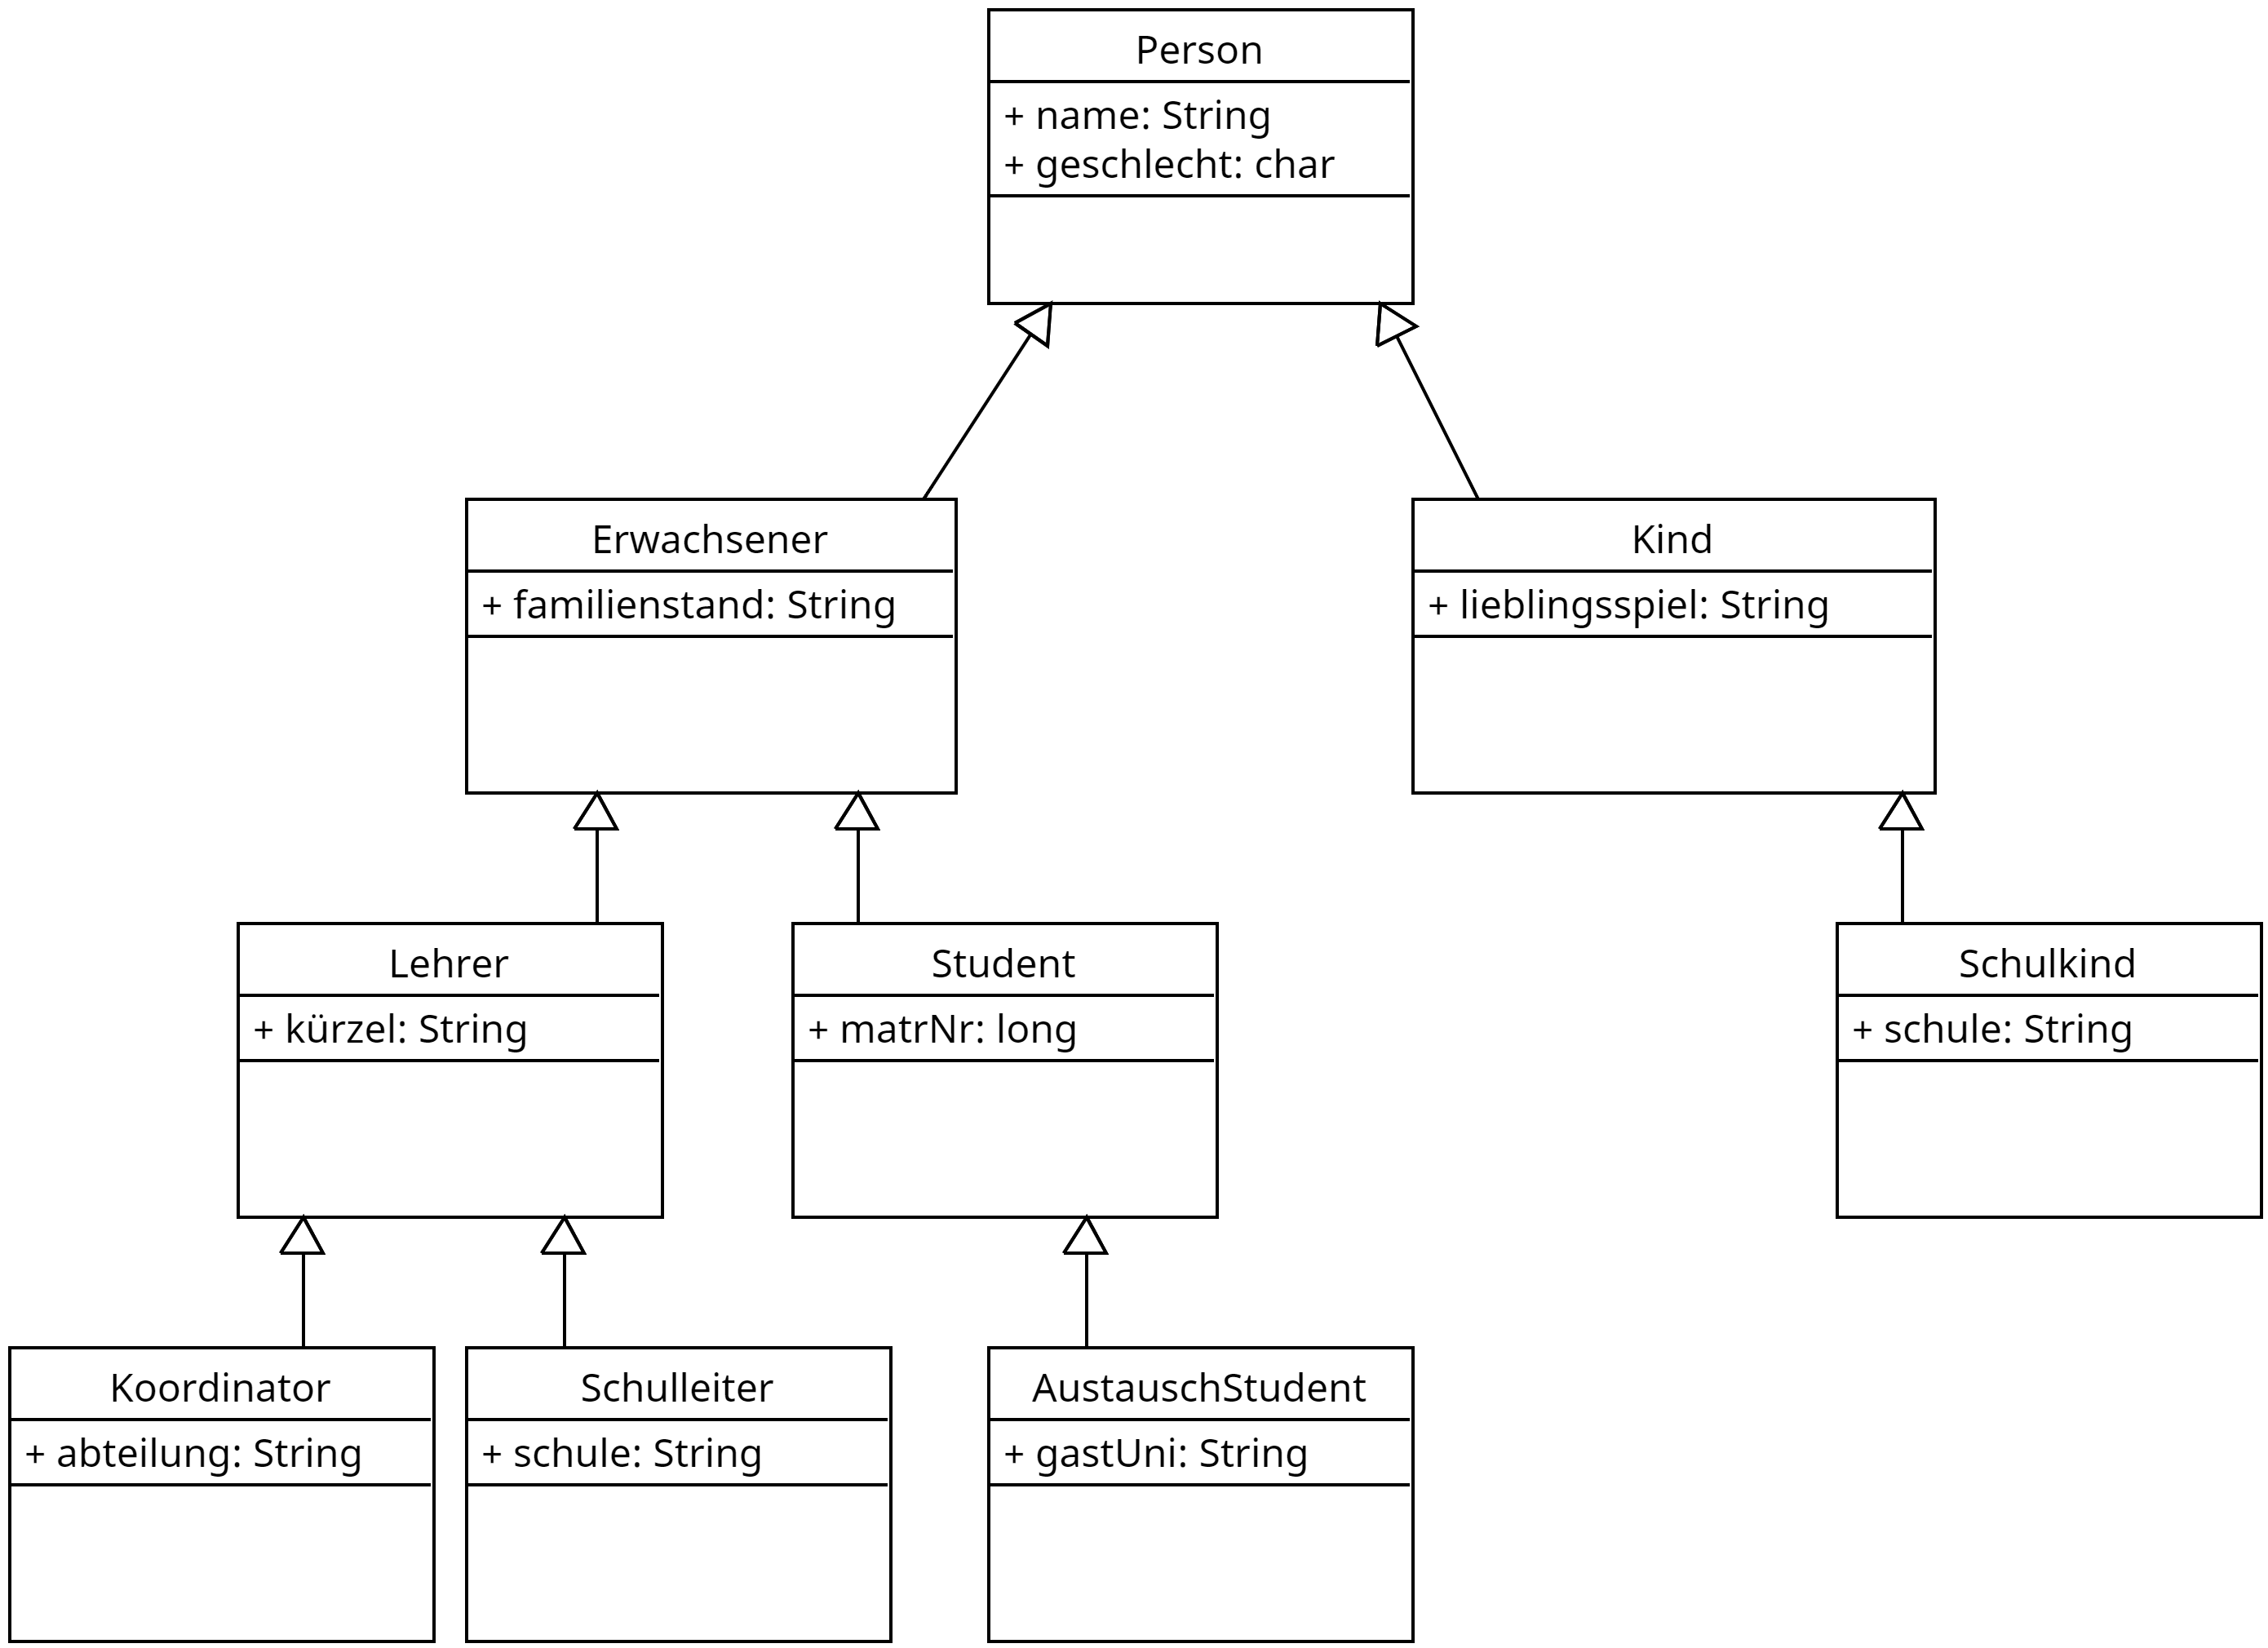 Person
+ name: String
+ geschlecht: char
Erwachsener
+ familienstand: String
Kind
+ lieblingsspiel: String
Lehrer
+ kürzel: String
Student
+ matrNr: long
Schulkind
+ schule: String
Koordinator
+ abteilung: String
Schulleiter
+ schule: String
AustauschStudent
+ gastUni: String